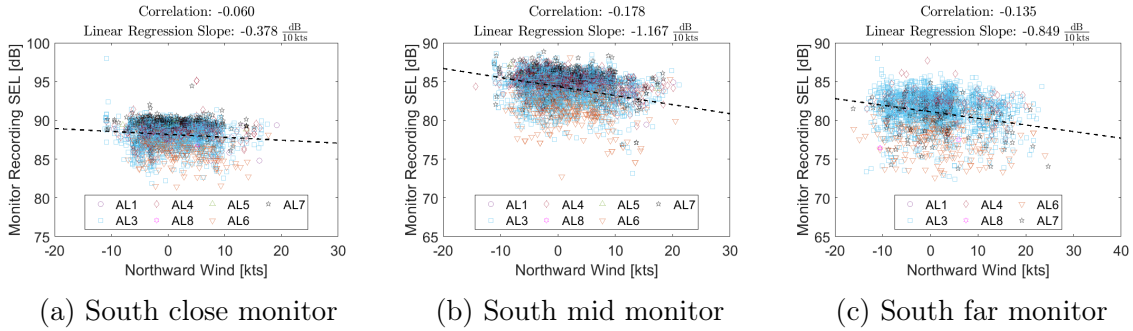 Correlation: -0.060
Linear Regression Slope: -0.378 dB/10 kts
Monitor Recording SEL [dB]
100
95
90
85
80
75
70
65
-20 -10 0 10 20 30
AL1 AL4 AL5 AL7
AL3 AL8 AL6
Northward Wind [kts]
(a) South close monitor
Correlation: -0.178
Linear Regression Slope: -1.167 dB/10 kts
Monitor Recording SEL [dB]
90
85
80
75
70
65
-20 -10 0 10 20 30
AL1 AL4 AL5 AL7
AL3 AL8 AL6
Northward Wind [kts]
(b) South mid monitor
Correlation: -0.135
Linear Regression Slope: -0.849 dB/10 kts
Monitor Recording SEL [dB]
90
85
80
75
70
65
-20 -10 0 10 20 30 40
AL1 AL4 AL6
AL3 AL8 AL7
Northward Wind [kts]
(c) South far monitor